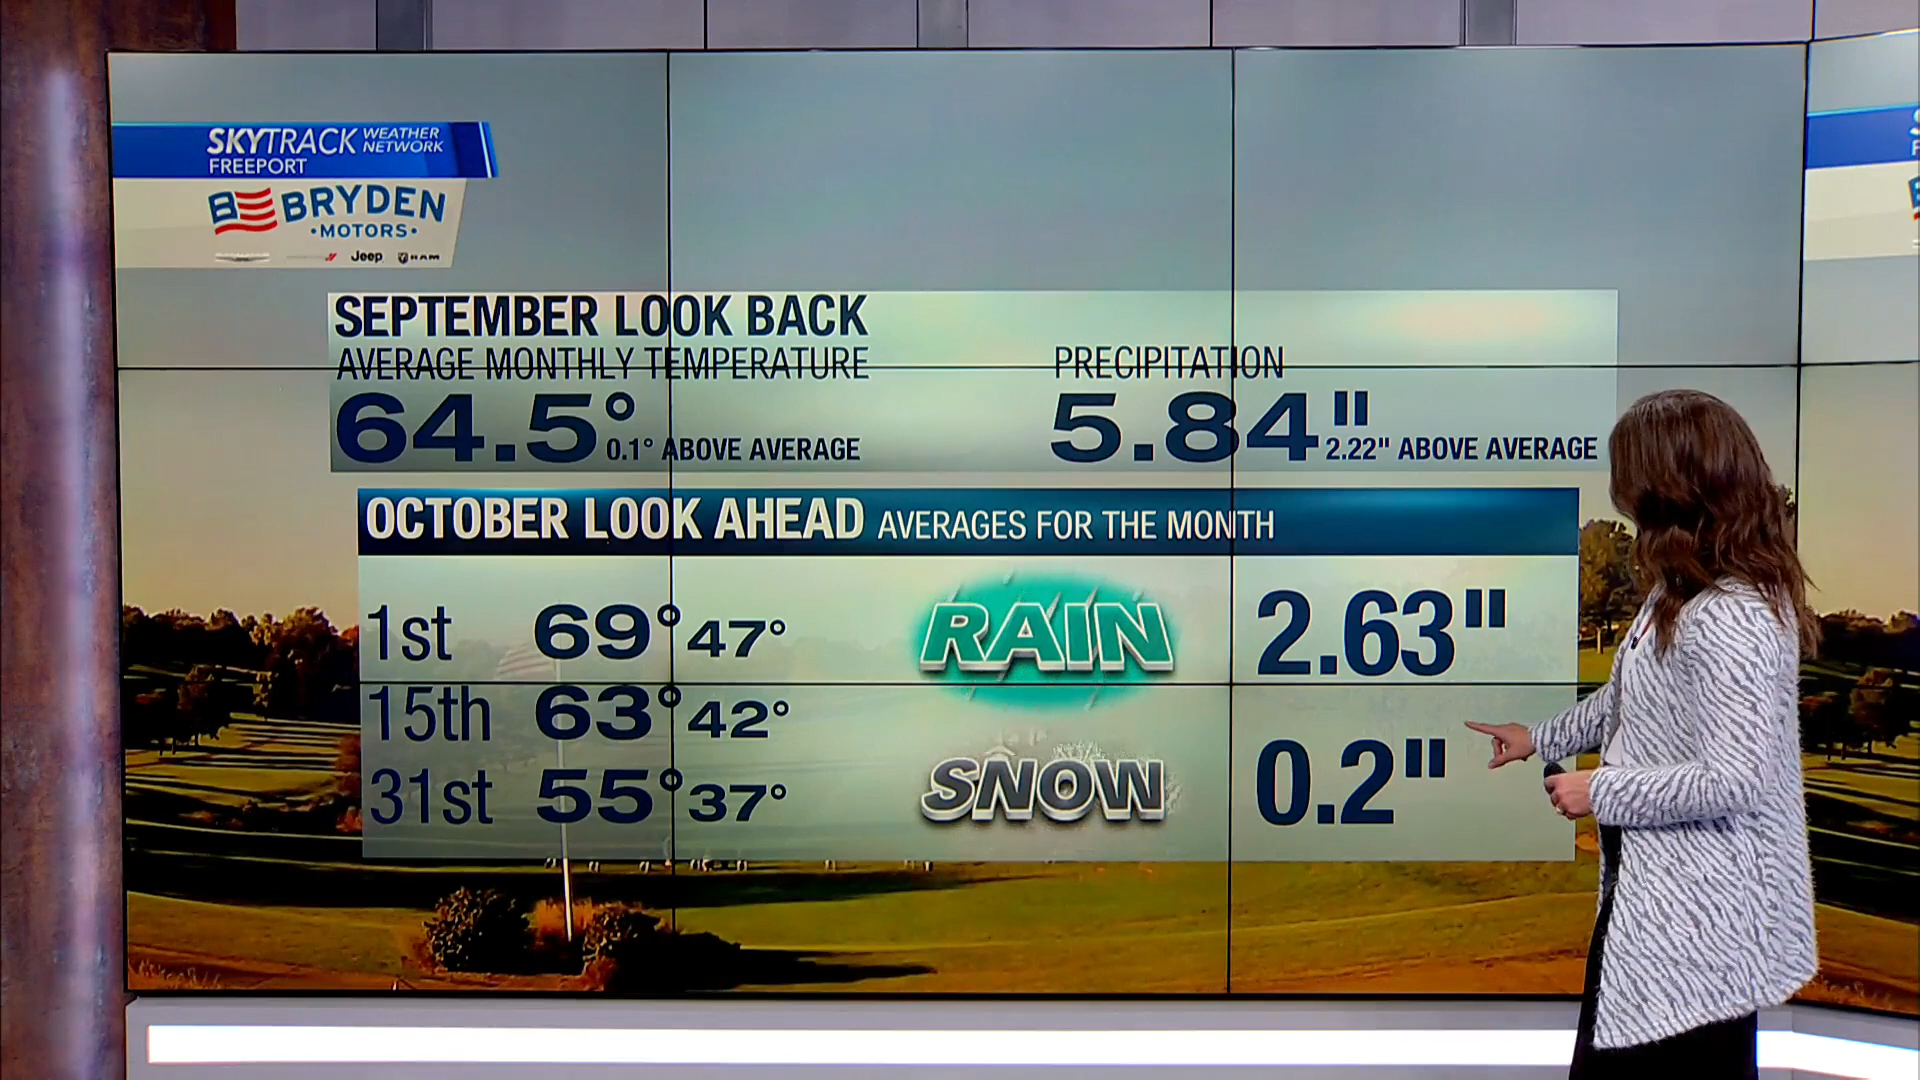 SKYTRACK WEATHER NETWORK
FREEPORT
BRYDEN
•MOTORS•
Jeep RAM
SEPTEMBER LOOK BACK
AVERAGE MONTHLY TEMPERATURE PRECIPITATION
64.5° 0.1° ABOVE AVERAGE 5.84" 2.22" ABOVE AVERAGE
OCTOBER LOOK AHEAD AVERAGES FOR THE MONTH
1st 69° 47° RAIN 2.63"
15th 63° 42°
31st 55° 37° SNOW 0.2"